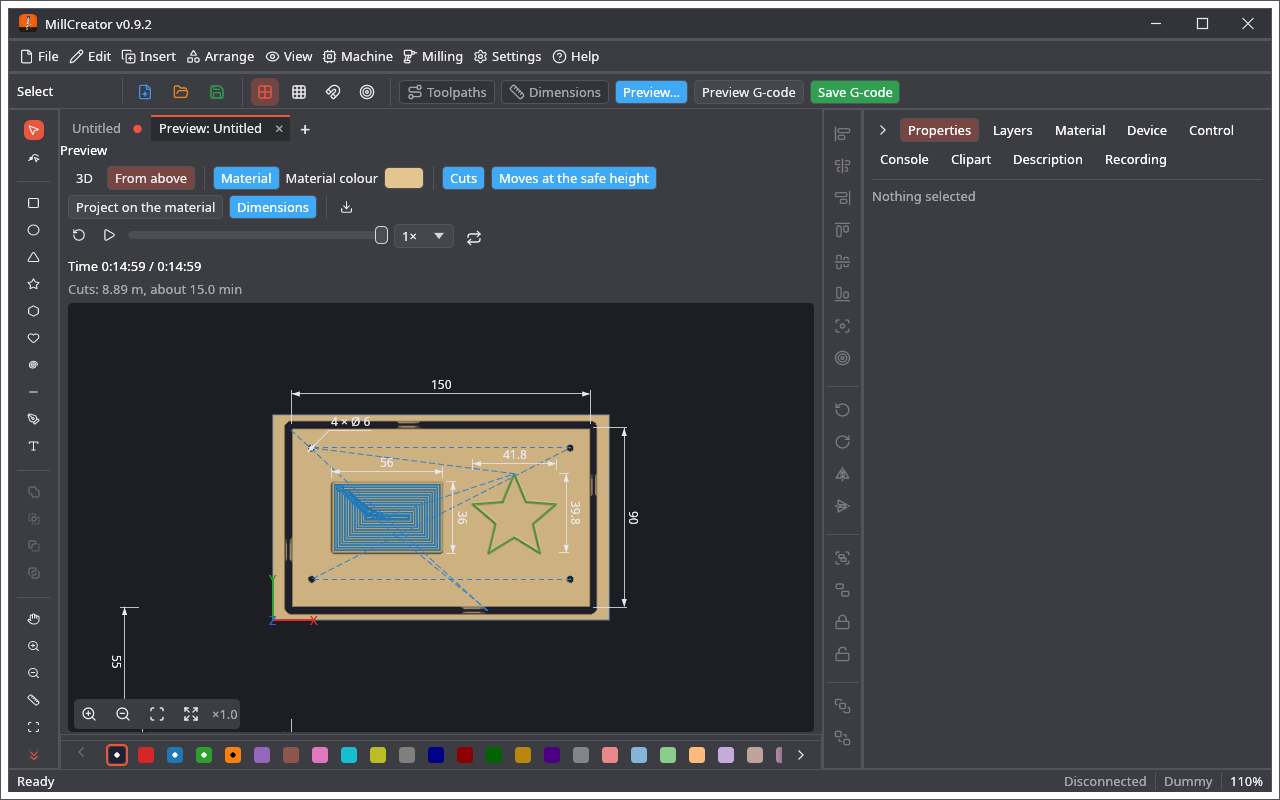 MillCreator v0.9.2
File Edit Insert Arrange View Machine Milling Settings Help
Select Toolpaths Dimensions Preview... Preview G-code Save G-code
Untitled Preview: Untitled × +
Preview
3D From above Material Material colour Cuts Moves at the safe height
Project on the material Dimensions
1×
Time 0:14:59 / 0:14:59
Cuts: 8.89 m, about 15.0 min
Properties Layers Material Device Control
Console Clipart Description Recording
Nothing selected
150
4 × Ø 6
41.8
56
36
39.8
90
Y
Z X
55
×1.0
Ready Disconnected Dummy 110%